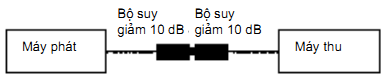 Bộ suy
giảm 10 dB
Bộ suy
giảm 10 dB
Máy phát
Máy thu